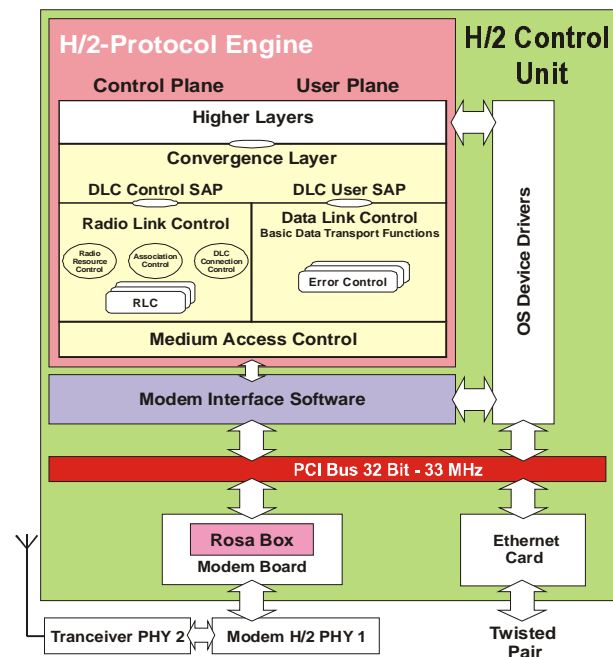 H/2-Protocol Engine
H/2 Control
Unit
Control Plane
User Plane
Higher Layers
Convergence Layer
DLC Control SAP
DLC User SAP
Radio Link Control
Data Link Control
Basic Data Transport Functions
Radio
Resource
Control
Association
Control
DLC
Connection
Control
RLC
Error Control
Medium Access Control
OS Device Drivers
Modem Interface Software
PCI Bus 32 Bit - 33 MHz
Rosa Box
Modem Board
Ethernet
Card
Tranceiver PHY 2
Modem H/2 PHY 1
Twisted
Pair